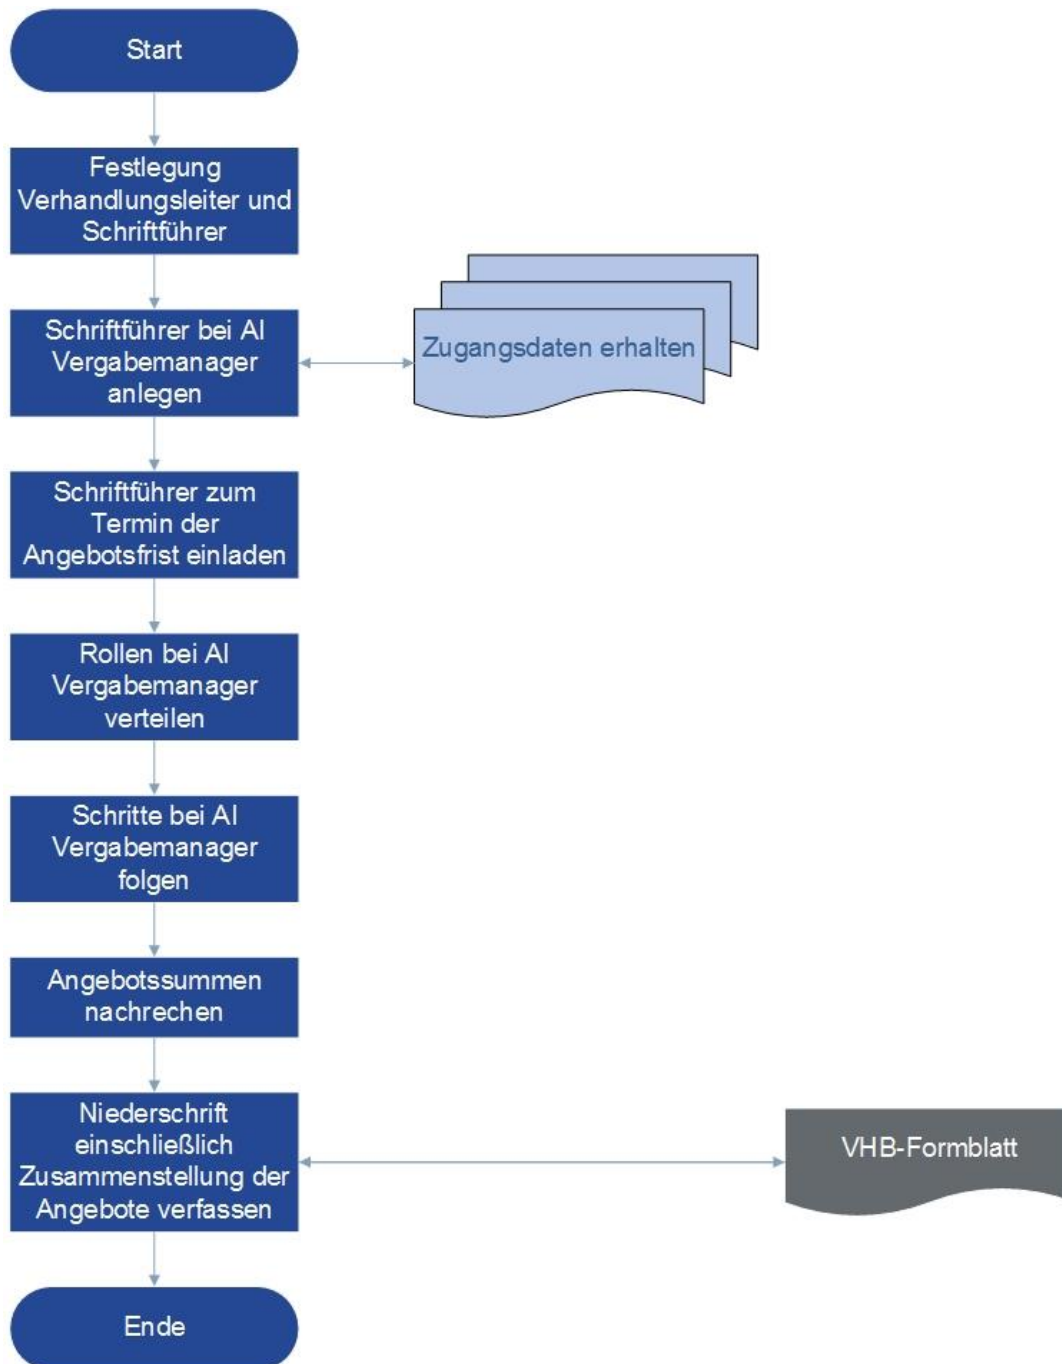 Start
Festlegung
Verhandlungsleiter und
Schriftführer
Schriftführer bei AI
Vergabemanager
anlegen
Zugangsdaten erhalten
Schriftführer zum
Termin der
Angebotsfrist einladen
Rollen bei AI
Vergabemanager
verteilen
Schritte bei AI
Vergabemanager
folgen
Angebotssummen
nachrechen
Niederschrift
einschließlich
Zusammenstellung der
Angebote verfassen
VHB-Formblatt
Ende